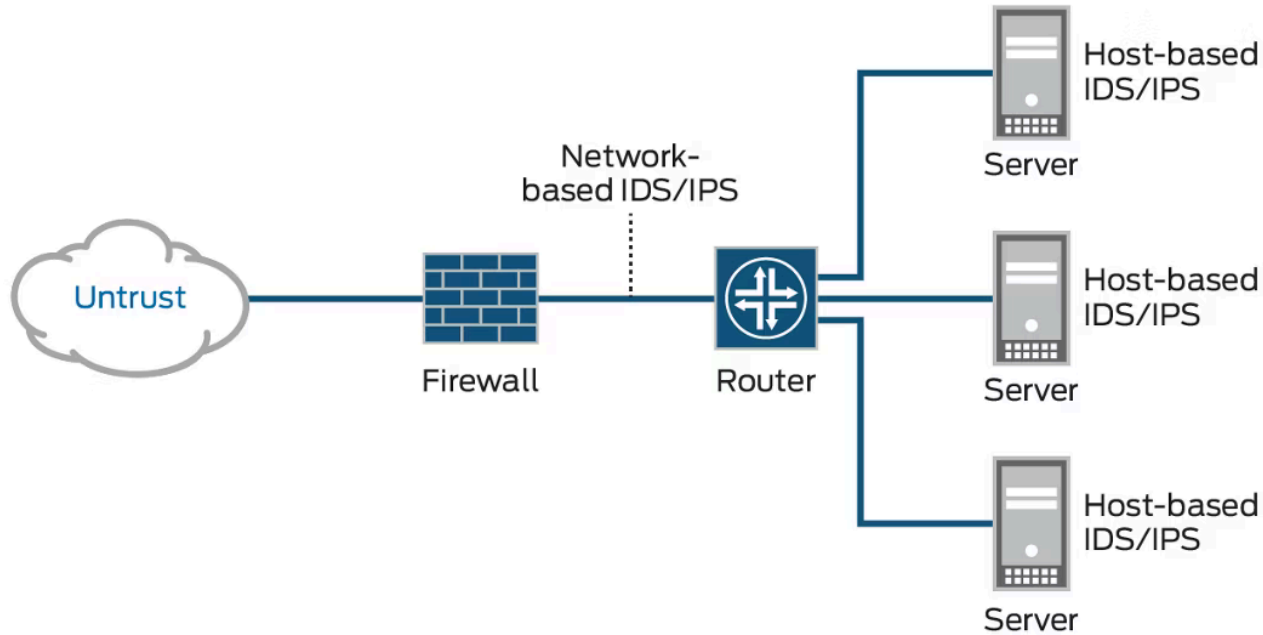 Host-based
IDS/IPS
Server
Network-
based IDS/IPS
Untrust
Firewall
Router
Host-based
IDS/IPS
Server
Host-based
IDS/IPS
Server